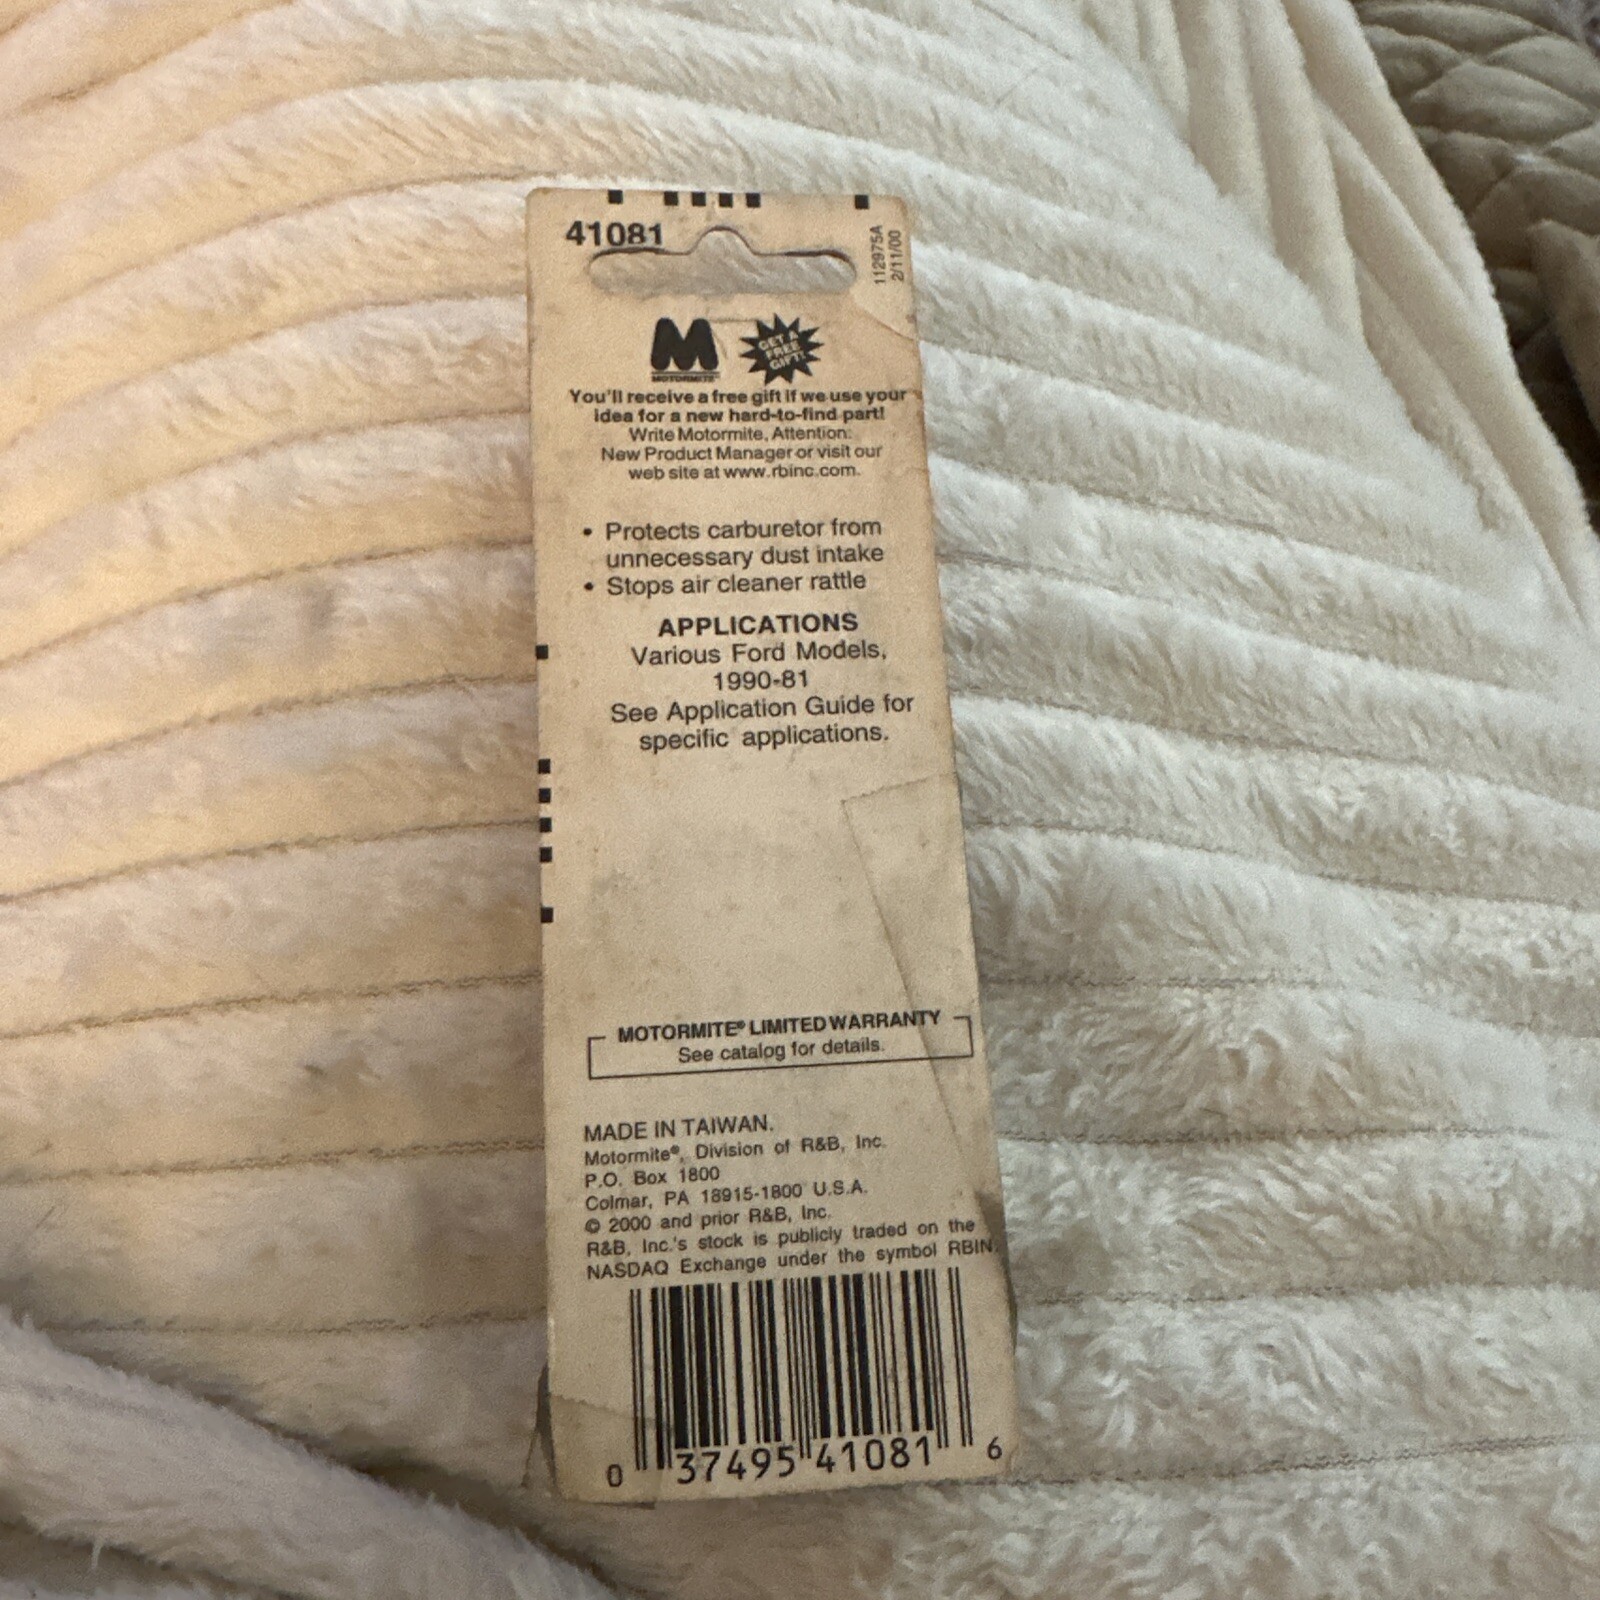 41081
112975A
2/11/00
M
MOTORMITE
GET A
FREE
GIFT!
You'll receive a free gift if we use your
idea for a new hard-to-find part!
Write Motormite, Attention:
New Product Manager or visit our
web site at www.rbinc.com.
• Protects carburetor from
unnecessary dust intake
• Stops air cleaner rattle
APPLICATIONS
Various Ford Models,
1990-81
See Application Guide for
specific applications.
MOTORMITE® LIMITED WARRANTY
See catalog for details.
MADE IN TAIWAN.
Motormite®, Division of R&B, Inc.
P.O. Box 1800
Colmar, PA 18915-1800 U.S.A.
© 2000 and prior R&B, Inc.
R&B, Inc.'s stock is publicly traded on the
NASDAQ Exchange under the symbol RBIN.
0 37495 41081 6